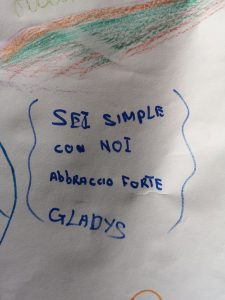 SEI SIMPLE
CON NOI
ABBRACCIO FORTE
GLADYS